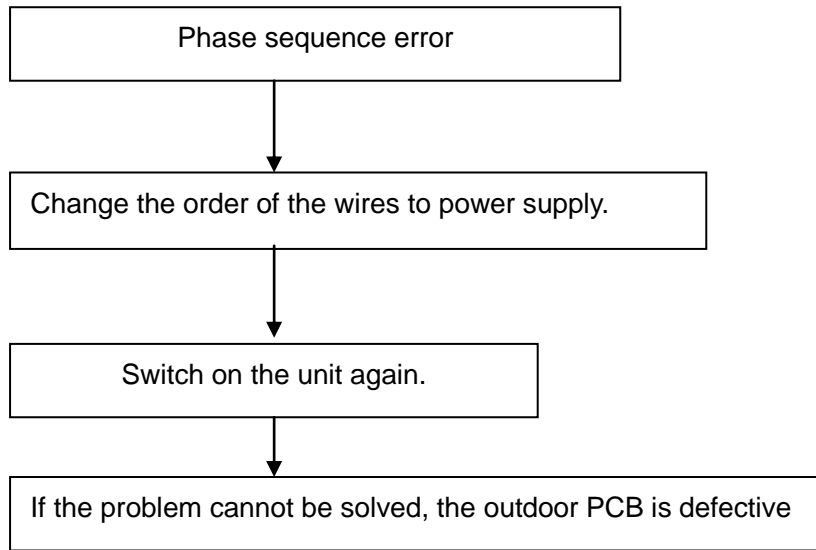 Phase sequence error
Change the order of the wires to power supply.
Switch on the unit again.
If the problem cannot be solved, the outdoor PCB is defective